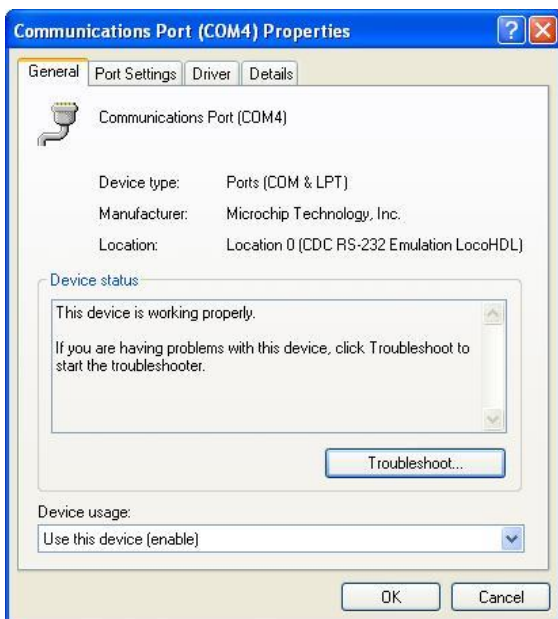 Communications Port (COM4) Properties
General Port Settings Driver Details
Communications Port (COM4)
Device type: Ports (COM & LPT)
Manufacturer: Microchip Technology, Inc.
Location: Location 0 (CDC RS-232 Emulation LocoHDL)
Device status
This device is working properly.
If you are having problems with this device, click Troubleshoot to
start the troubleshooter.
Troubleshoot...
Device usage:
Use this device (enable)
OK Cancel